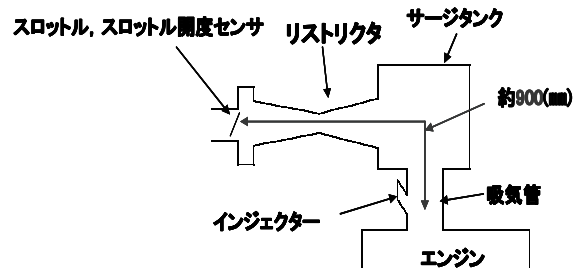 スロットル，スロットル開度センサ
リストリクタ
サージタンク
約900(mm)
吸気管
インジェクター
エンジン